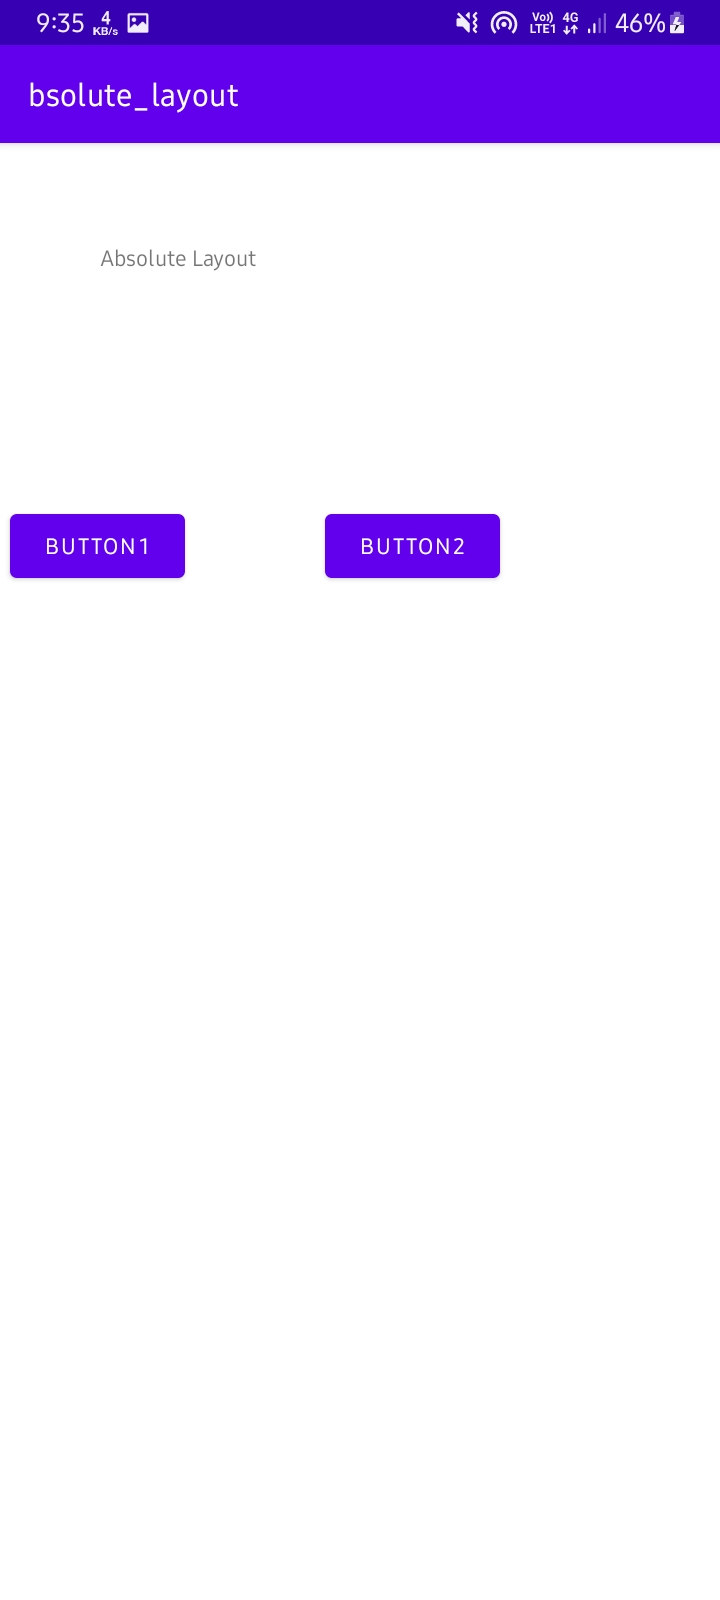 9:35 4 KB/s Vo)) LTE1 4G 46%
bsolute_layout
Absolute Layout
BUTTON1 BUTTON2